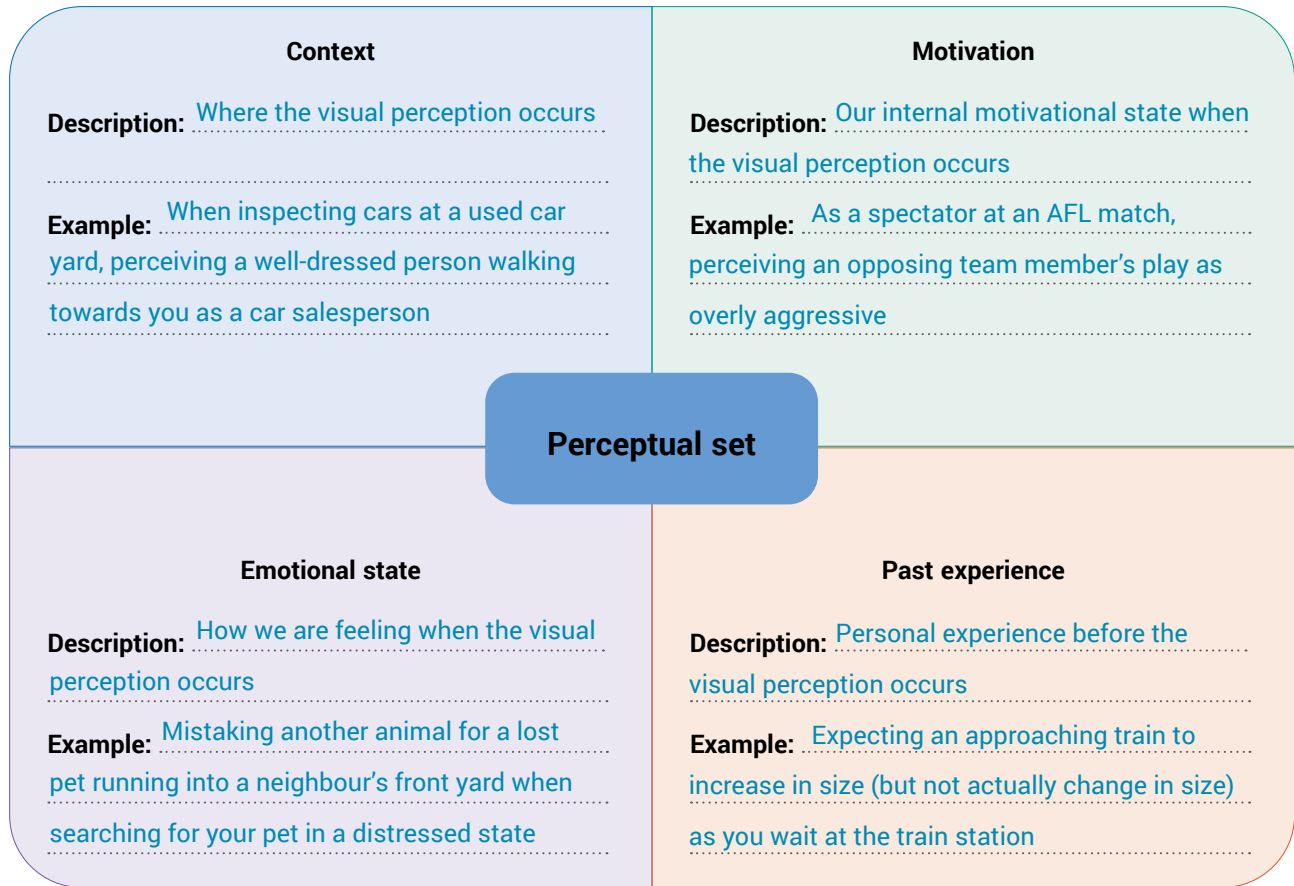 Context
Description: Where the visual perception occurs
Example: When inspecting cars at a used car
yard, perceiving a well-dressed person walking
towards you as a car salesperson
Motivation
Description: Our internal motivational state when
the visual perception occurs
Example: As a spectator at an AFL match,
perceiving an opposing team member’s play as
overly aggressive
Perceptual set
Emotional state
Description: How we are feeling when the visual
perception occurs
Example: Mistaking another animal for a lost
pet running into a neighbour’s front yard when
searching for your pet in a distressed state
Past experience
Description: Personal experience before the
visual perception occurs
Example: Expecting an approaching train to
increase in size (but not actually change in size)
as you wait at the train station